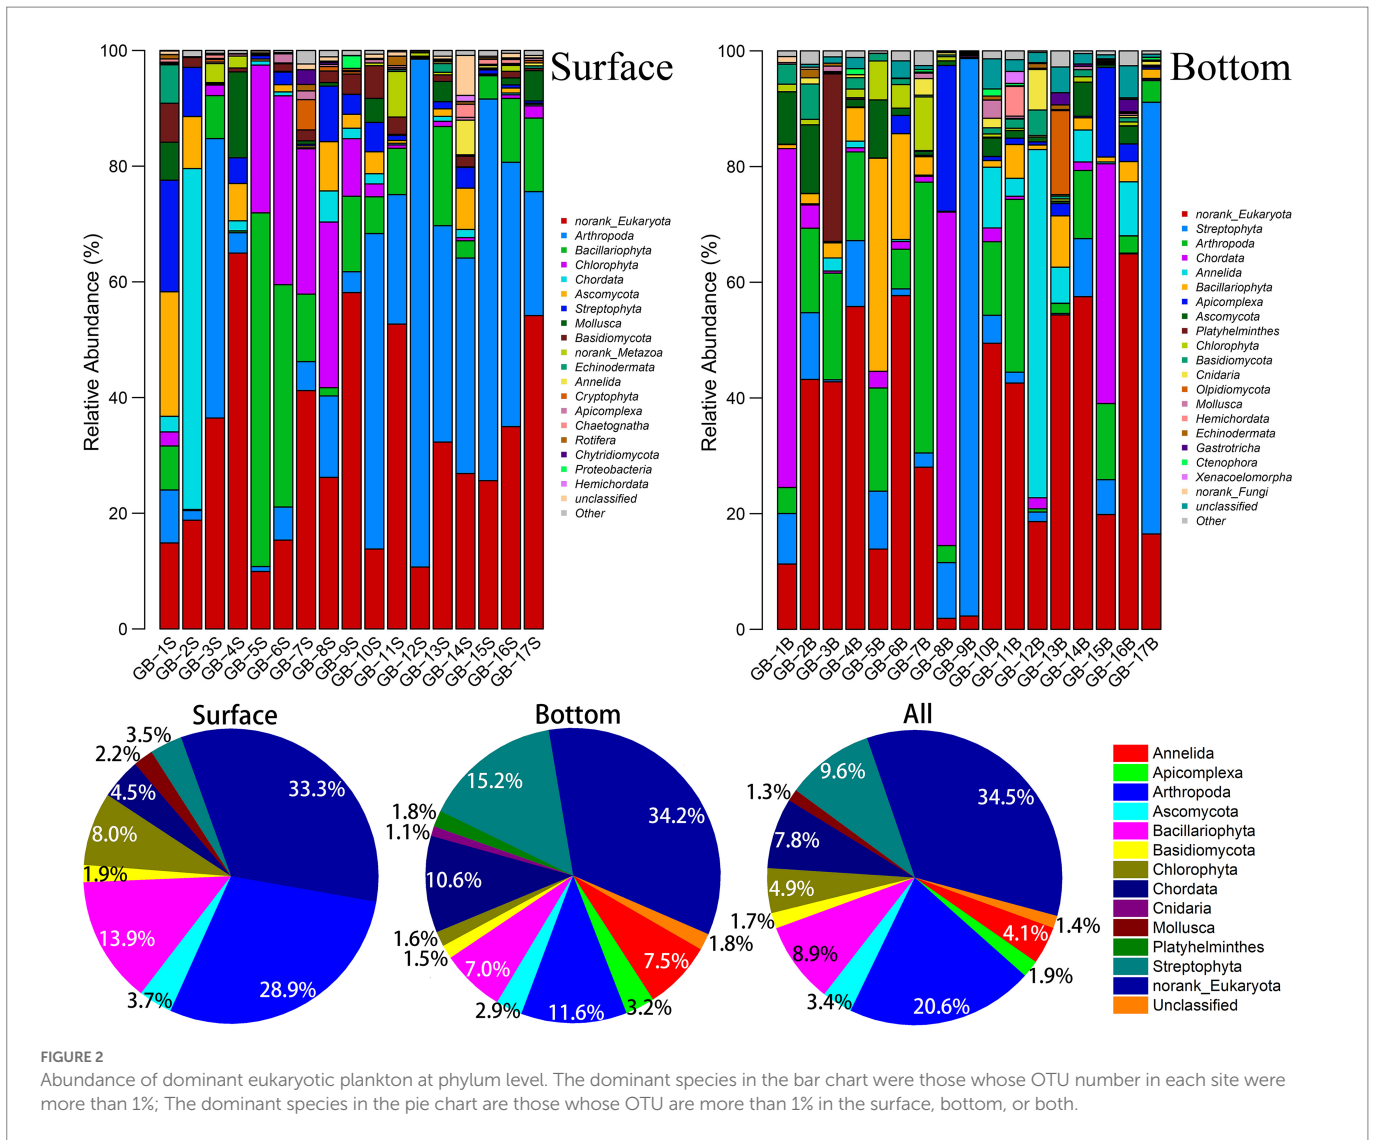 Surface
Relative Abundance (%)
100
80
60
40
20
0
GB-1S
GB-2S
GB-3S
GB-4S
GB-5S
GB-6S
GB-7S
GB-8S
GB-9S
GB-10S
GB-11S
GB-12S
GB-13S
GB-14S
GB-15S
GB-16S
GB-17S
norank_Eukaryota
Arthropoda
Bacillariophyta
Chlorophyta
Chordata
Ascomycota
Streptophyta
Mollusca
Basidiomycota
norank_Metazoa
Echinodermata
Annelida
Cryptophyta
Apicomplexa
Chaetognatha
Rotifera
Chytridiomycota
Proteobacteria
Hemichordata
unclassified
Other
Bottom
Relative Abundance (%)
100
80
60
40
20
0
GB-1B
GB-2B
GB-3B
GB-4B
GB-5B
GB-6B
GB-7B
GB-8B
GB-9B
GB-10B
GB-11B
GB-12B
GB-13B
GB-14B
GB-15B
GB-16B
GB-17B
norank_Eukaryota
Streptophyta
Arthropoda
Chordata
Annelida
Bacillariophyta
Apicomplexa
Ascomycota
Platyhelminthes
Chlorophyta
Basidiomycota
Cnidaria
Olpidiomycota
Mollusca
Hemichordata
Echinodermata
Gastrotricha
Ctenophora
Xenacoelomorpha
norank_Fungi
unclassified
Other
Surface
3.5%
2.2%
4.5%
8.0%
1.9%
13.9%
3.7%
28.9%
33.3%
Bottom
15.2%
1.8%
1.1%
10.6%
1.6%
1.5%
7.0%
2.9%
11.6%
3.2%
7.5%
1.8%
34.2%
All
9.6%
1.3%
7.8%
4.9%
1.7%
8.9%
3.4%
20.6%
1.9%
4.1%
1.4%
34.5%
Annelida
Apicomplexa
Arthropoda
Ascomycota
Bacillariophyta
Basidiomycota
Chlorophyta
Chordata
Cnidaria
Mollusca
Platyhelminthes
Streptophyta
norank_Eukaryota
Unclassified
FIGURE 2
Abundance of dominant eukaryotic plankton at phylum level. The dominant species in the bar chart were those whose OTU number in each site were
more than 1%; The dominant species in the pie chart are those whose OTU are more than 1% in the surface, bottom, or both.